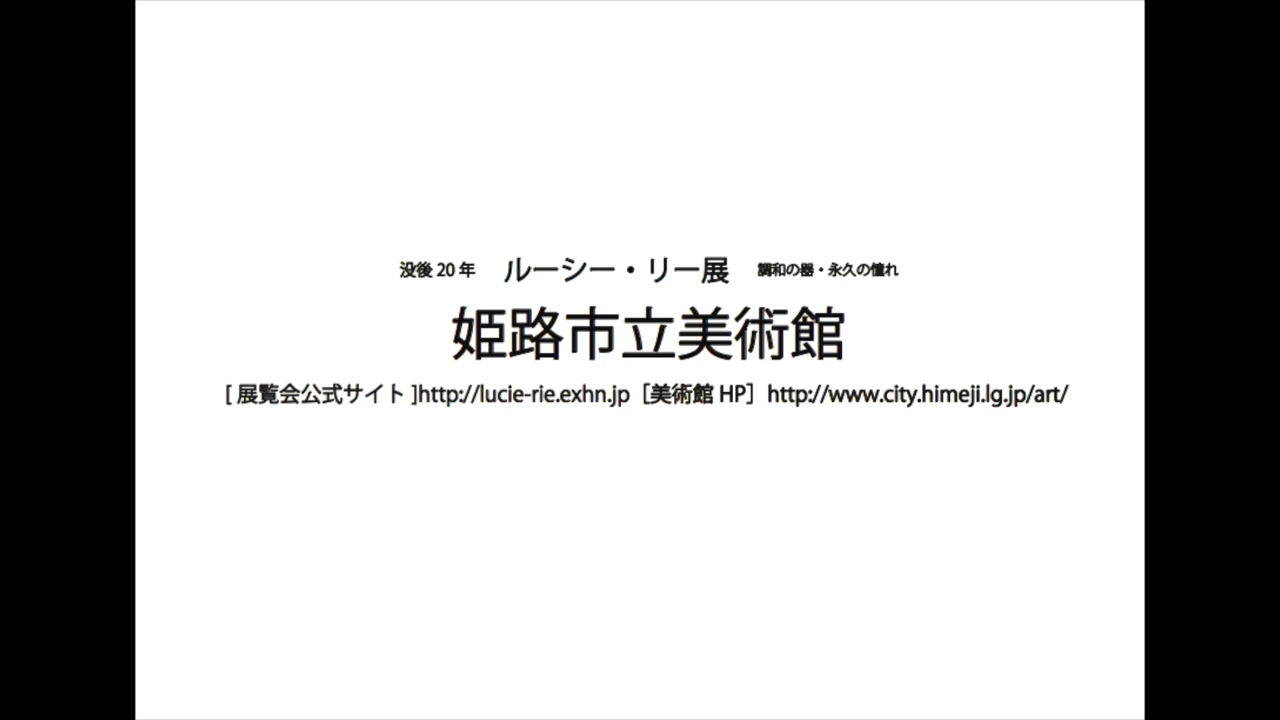 没後 20 年 ルーシー・リー展 調和の器・永久の憧れ
姫路市立美術館
[ 展覧会公式サイト ]http://lucie-rie.exhn.jp［美術館 HP］http://www.city.himeji.lg.jp/art/